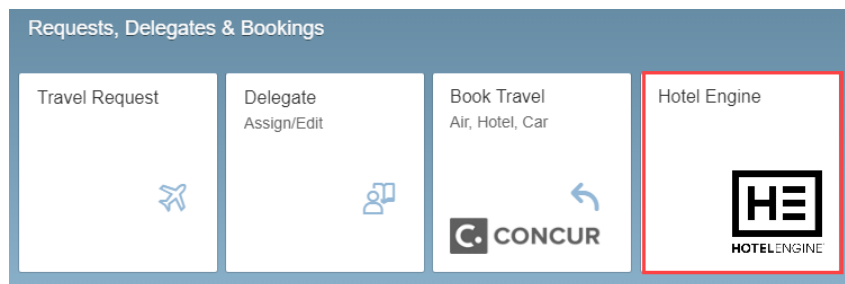 Requests, Delegates & Bookings
Travel Request
Delegate
Assign/Edit
Book Travel
Air, Hotel, Car
C. CONCUR
Hotel Engine
HE
HOTELENGINE